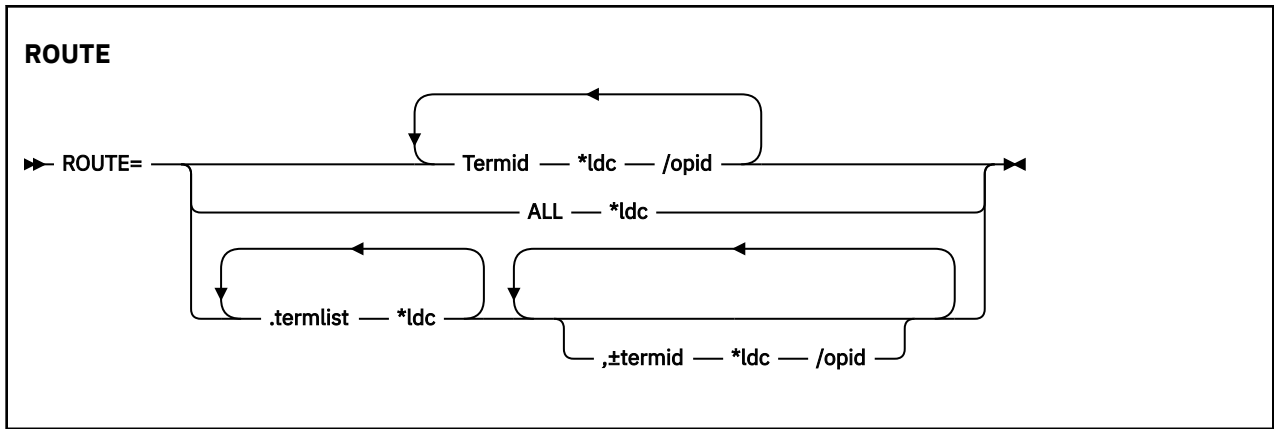 ROUTE
ROUTE= Termid *ldc /opid
ALL *ldc
.termlist *ldc
,±termid *ldc /opid